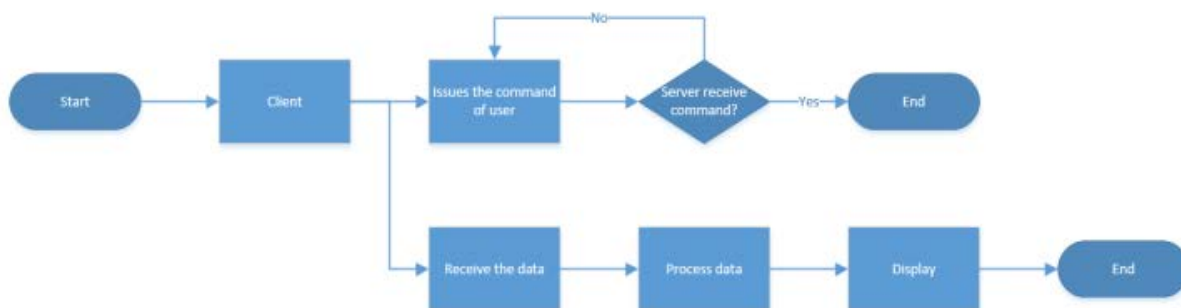 No
Start
Client
Issues the command
of user
Server receive
command?
Yes
End
Receive the data
Process data
Display
End